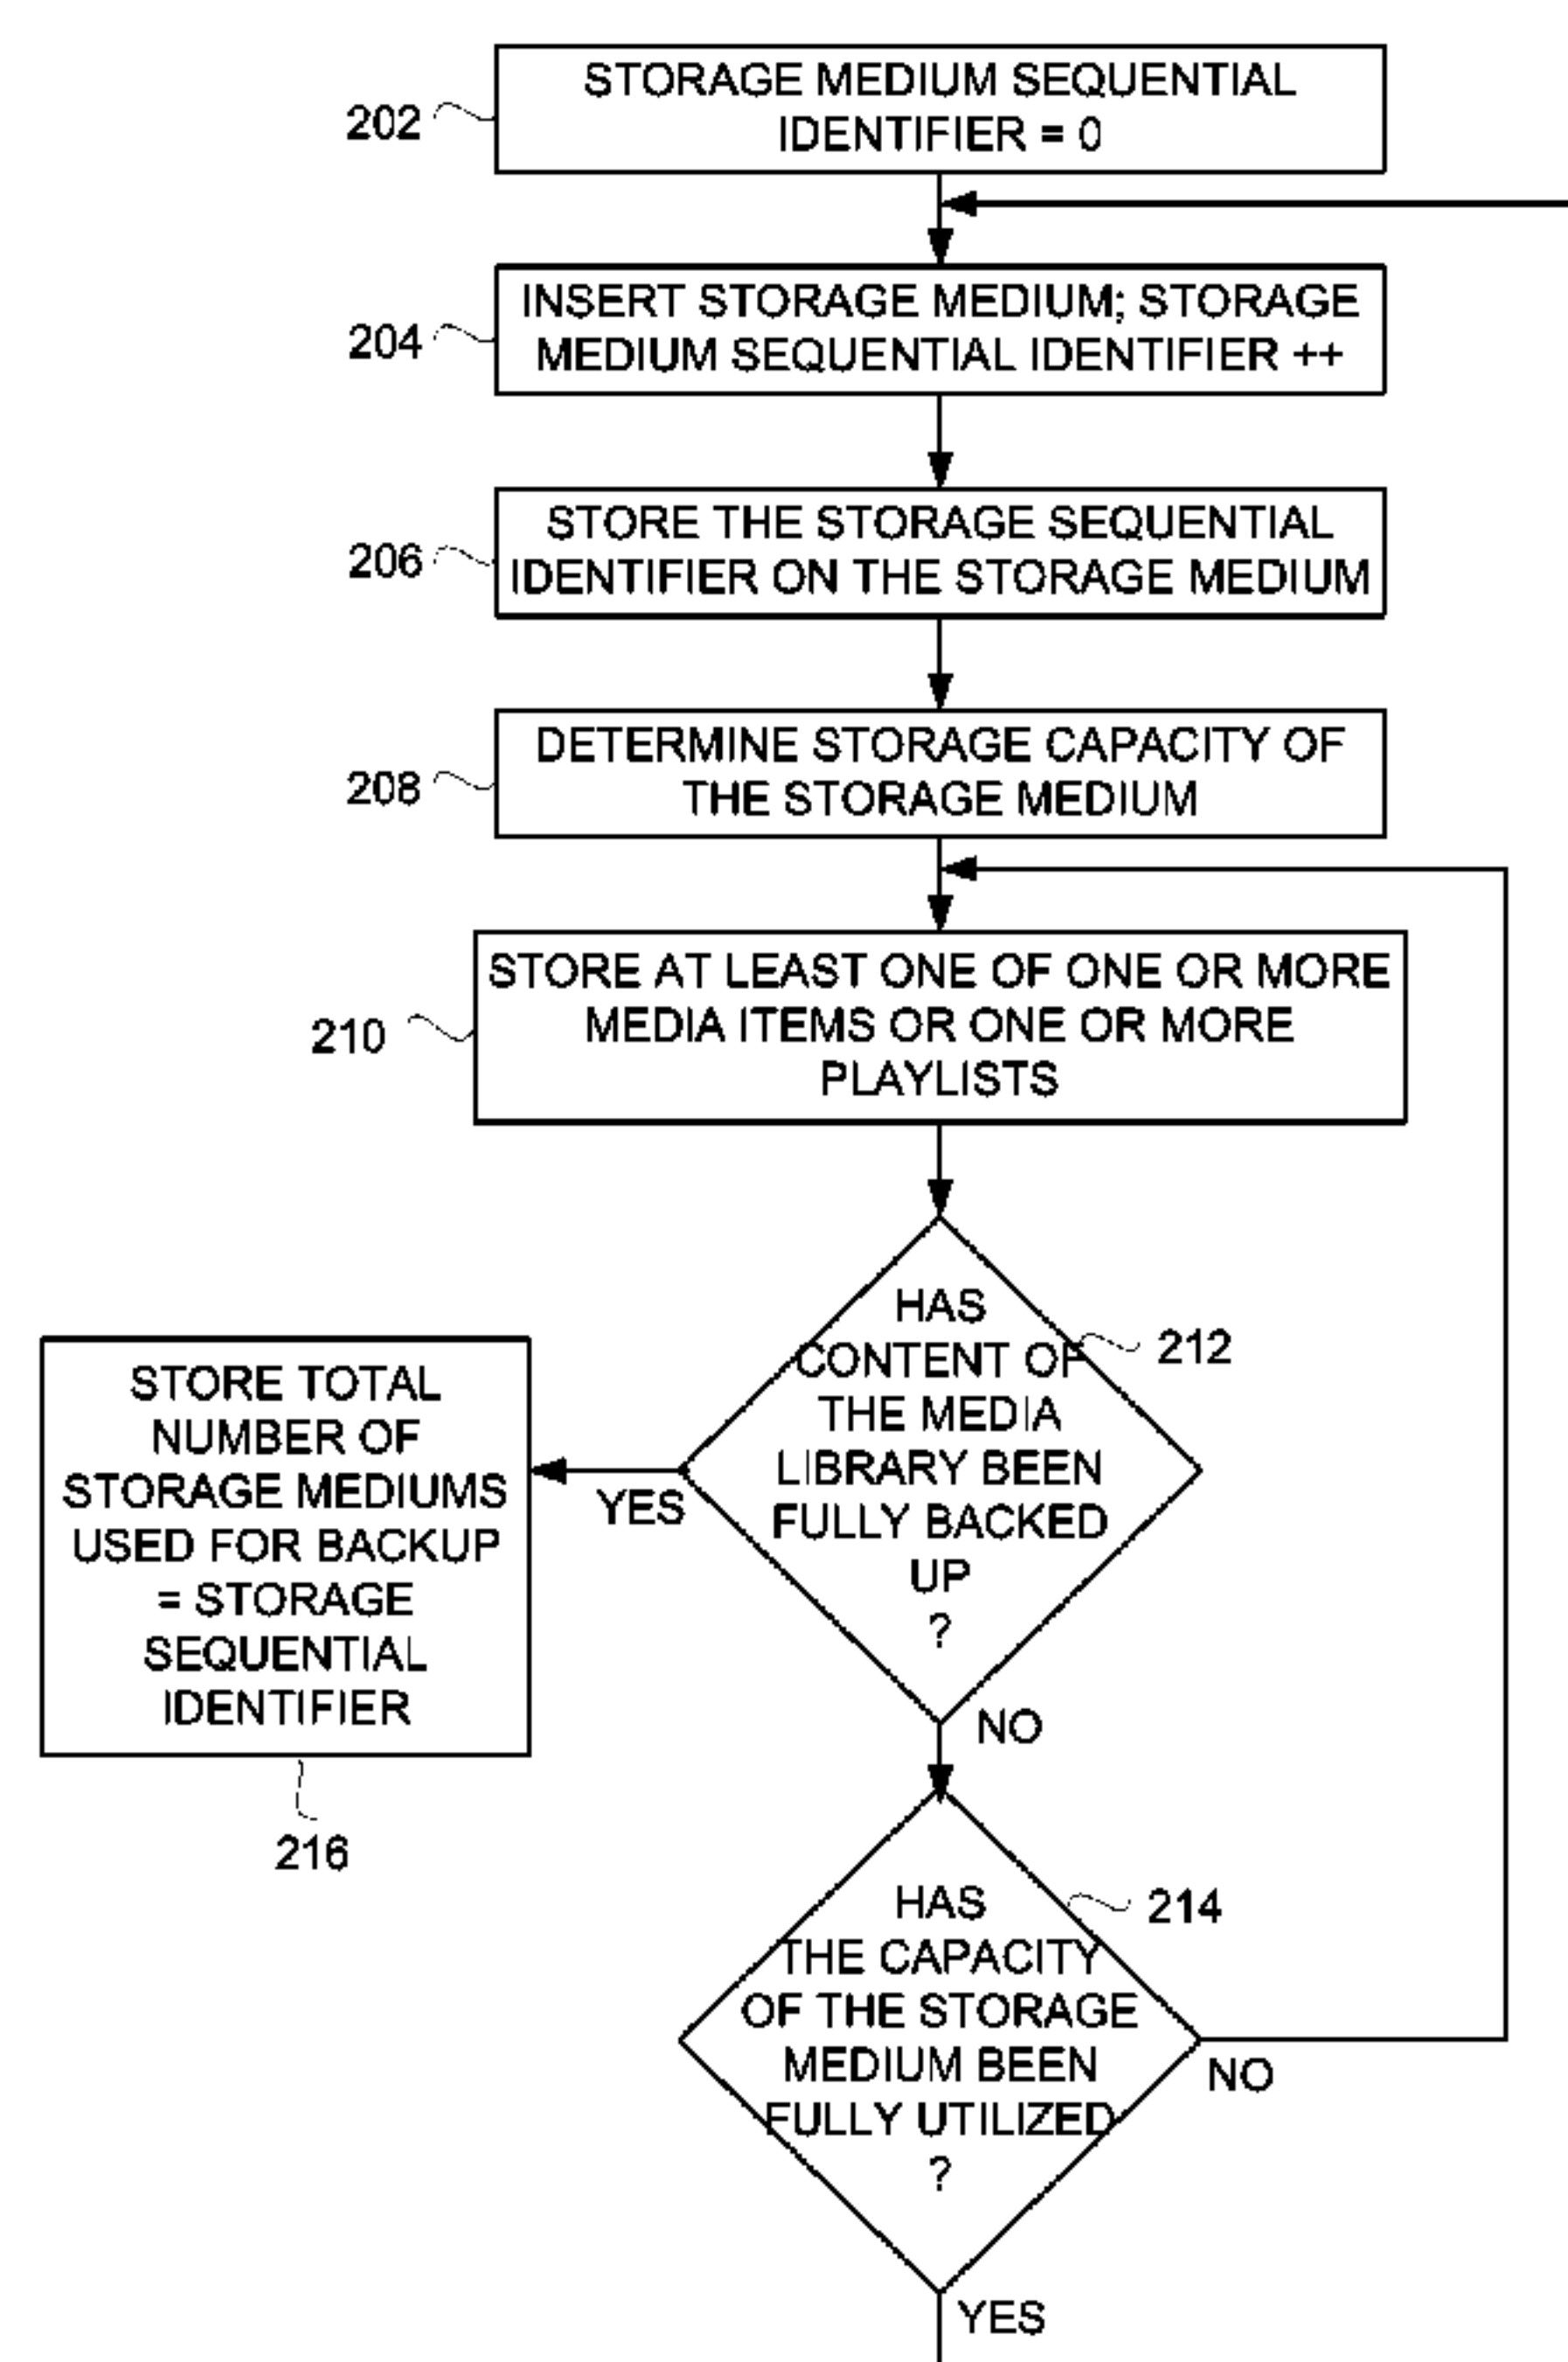 STORAGE MEDIUM SEQUENTIAL
IDENTIFIER = 0
202
INSERT STORAGE MEDIUM; STORAGE
MEDIUM SEQUENTIAL IDENTIFIER ++
204
STORE THE STORAGE SEQUENTIAL
IDENTIFIER ON THE STORAGE MEDIUM
206
DETERMINE STORAGE CAPACITY OF
THE STORAGE MEDIUM
208
STORE AT LEAST ONE OF ONE OR MORE
MEDIA ITEMS OR ONE OR MORE
PLAYLISTS
210
HAS
CONTENT OF
THE MEDIA
LIBRARY BEEN
FULLY BACKED
UP
?
212
YES
STORE TOTAL
NUMBER OF
STORAGE MEDIUMS
USED FOR BACKUP
= STORAGE
SEQUENTIAL
IDENTIFIER
216
NO
HAS
THE CAPACITY
OF THE STORAGE
MEDIUM BEEN
FULLY UTILIZED
?
214
NO
YES